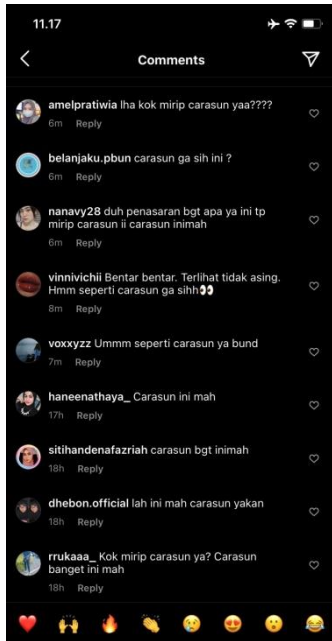 11.17
Comments
amelpratiwia lha kok mirip carasun yaa????
6m Reply
belanjaku.pbun carasun ga sih ini ?
6m Reply
nanavy28 duh penasaran bgt apa ya ini tp
mirip carasun ii carasun inimah
6m Reply
vinnivichii Bentar bentar. Terlihat tidak asing.
Hmm seperti carasun ga sihh👀
8m Reply
voxxyzz Ummm seperti carasun ya bund
7m Reply
haneenathaya_ Carasun ini mah
17h Reply
sitihandenafazriah carasun bgt inimah
18h Reply
dhebon.official lah ini mah carasun yakan
18h Reply
rrukaaa_ Kok mirip carasun ya? Carasun
banget ini mah
18h Reply